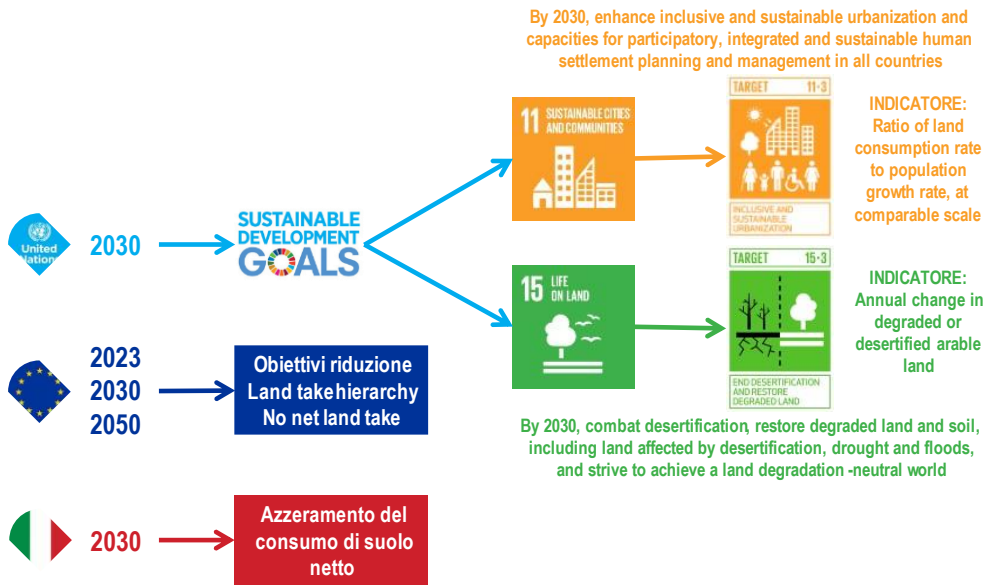 By 2030, enhance inclusive and sustainable urbanization and
capacities for participatory, integrated and sustainable human
settlement planning and management in all countries
11 SUSTAINABLE CITIES
AND COMMUNITIES
TARGET 11·3
INCLUSIVE AND
SUSTAINABLE
URBANIZATION
INDICATORE:
Ratio of land
consumption rate
to population
growth rate, at
comparable scale
United
Nations
2030
SUSTAINABLE
DEVELOPMENT
GOALS
15 LIFE
ON LAND
TARGET 15·3
END DESERTIFICATION
AND RESTORE
DEGRADED LAND
INDICATORE:
Annual change in
degraded or
desertified arable
land
By 2030, combat desertification, restore degraded land and soil,
including land affected by desertification, drought and floods,
and strive to achieve a land degradation -neutral world
2023
2030
2050
Obiettivi riduzione
Land take hierarchy
No net land take
2030
Azzeramento del
consumo di suolo
netto